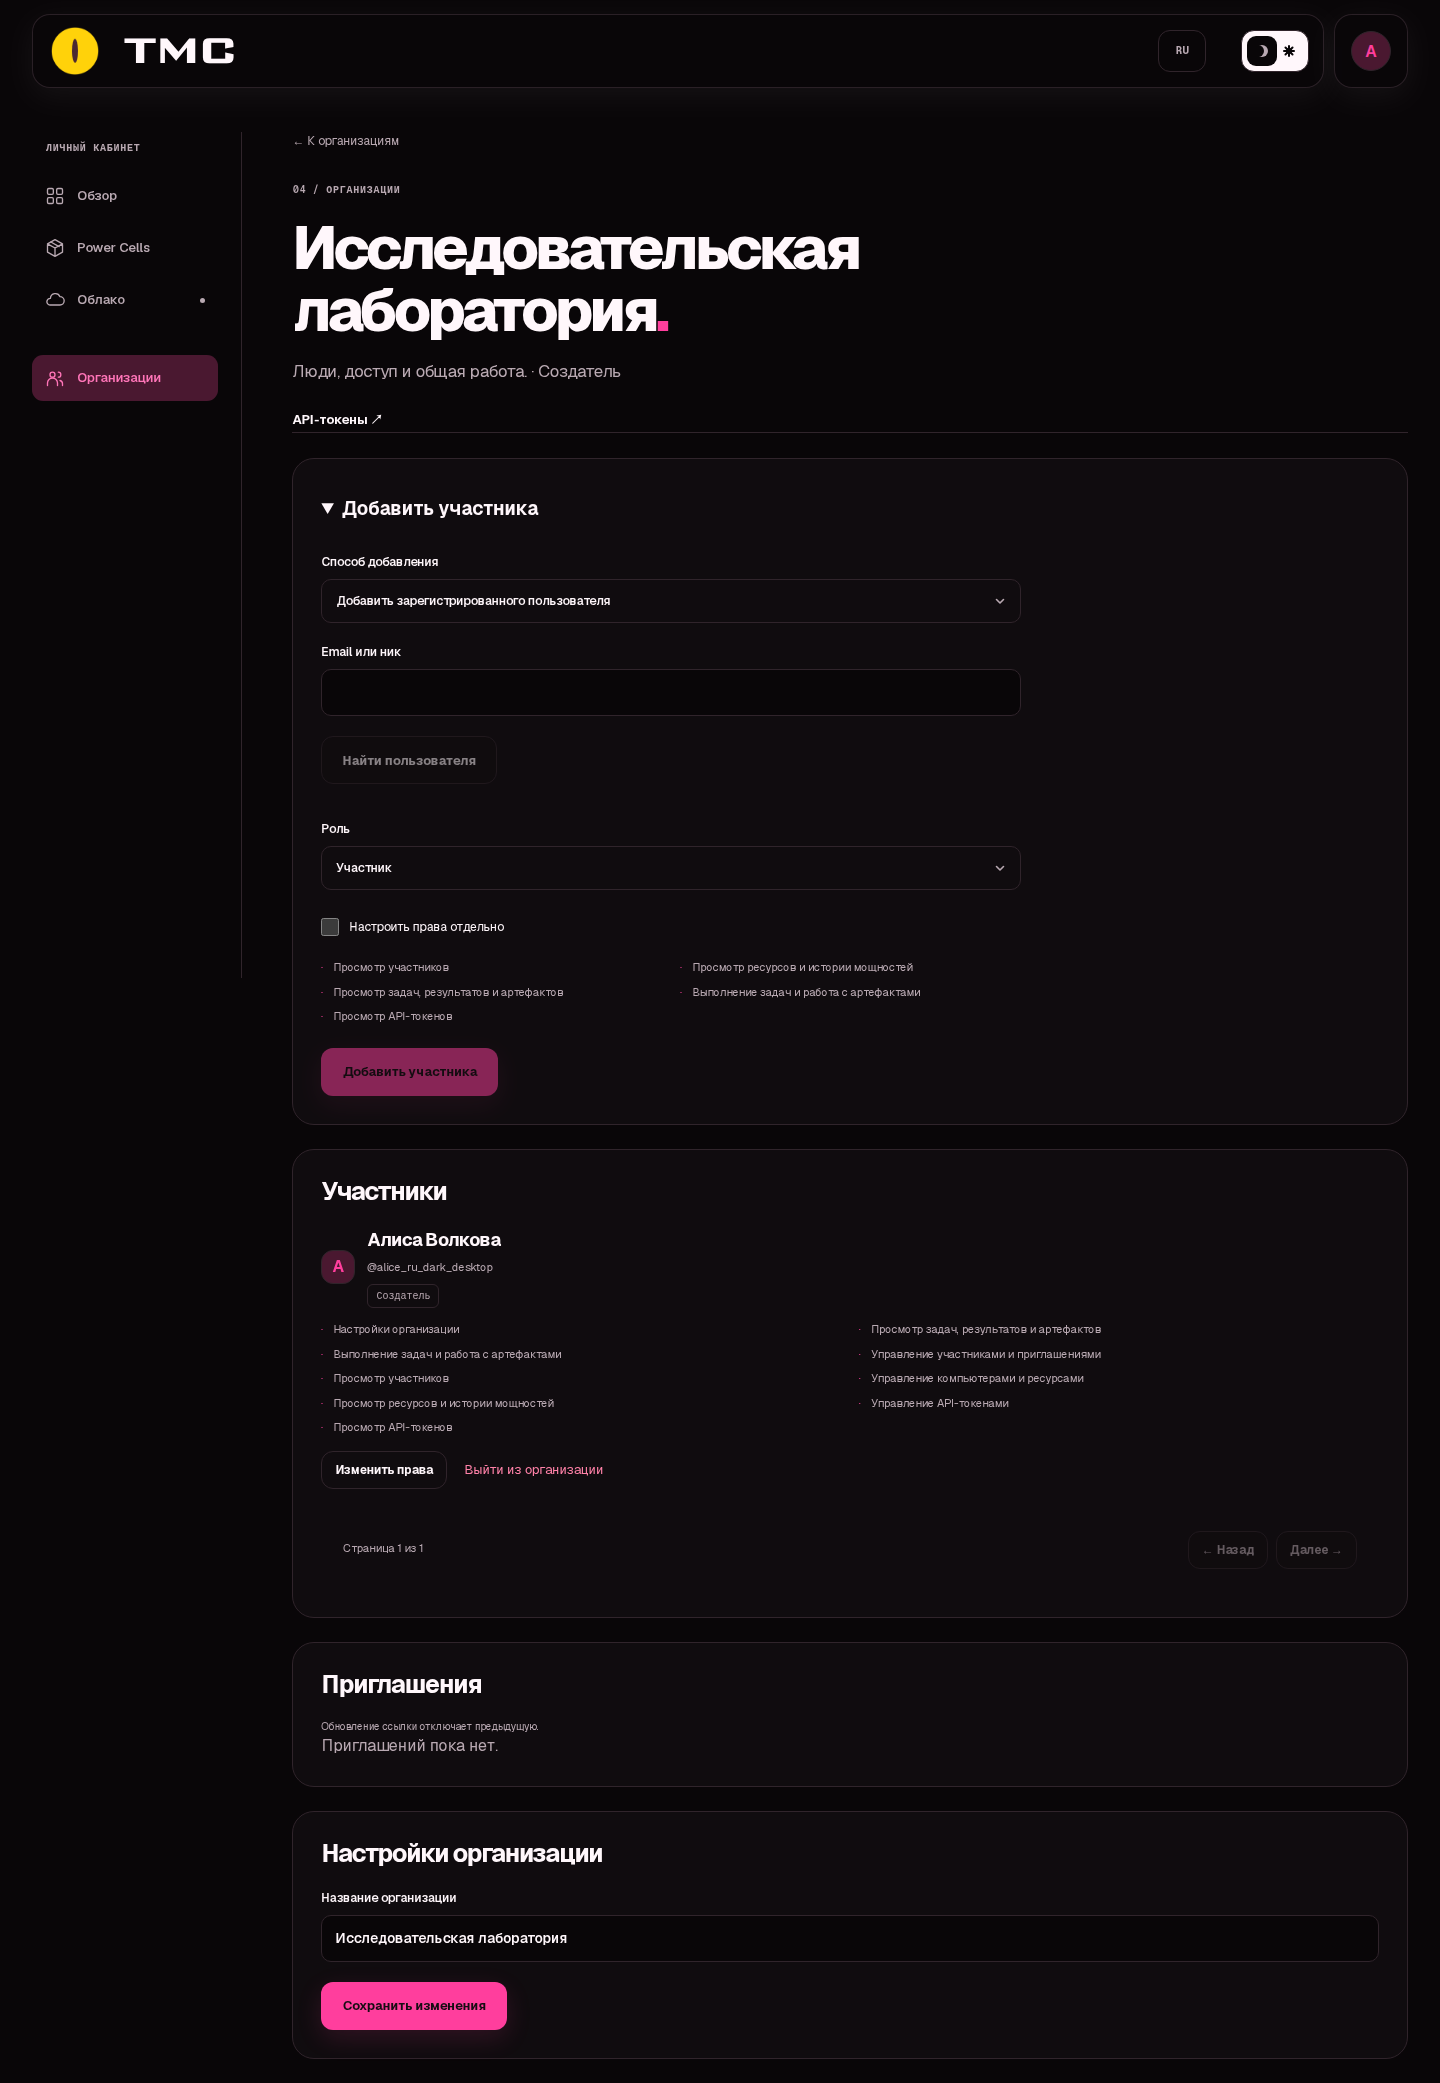 TMC
RU
A
ЛИЧНЫЙ КАБИНЕТ
Обзор
Power Cells
Облако
Организации
← К организациям
04 / ОРГАНИЗАЦИИ
Исследовательская
лаборатория.
Люди, доступ и общая работа. · Создатель
API-токены ↗
▼ Добавить участника
Способ добавления
Добавить зарегистрированного пользователя
Email или ник
Найти пользователя
Роль
Участник
Настроить права отдельно
· Просмотр участников
· Просмотр ресурсов и истории мощностей
· Просмотр задач, результатов и артефактов
· Выполнение задач и работа с артефактами
· Просмотр API-токенов
Добавить участника
Участники
A
Алиса Волкова
@alice_ru_dark_desktop
Создатель
· Настройки организации
· Просмотр задач, результатов и артефактов
· Выполнение задач и работа с артефактами
· Управление участниками и приглашениями
· Просмотр участников
· Управление компьютерами и ресурсами
· Просмотр ресурсов и истории мощностей
· Управление API-токенами
· Просмотр API-токенов
Изменить права
Выйти из организации
Страница 1 из 1
← Назад
Далее →
Приглашения
Обновление ссылки отключает предыдущую.
Приглашений пока нет.
Настройки организации
Название организации
Исследовательская лаборатория
Сохранить изменения